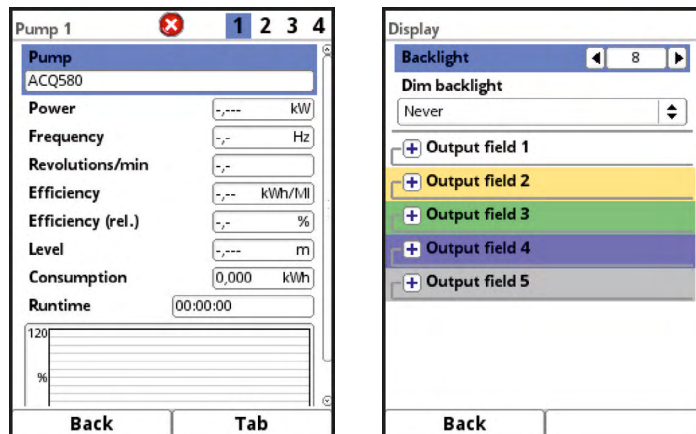 Pump 1 1 2 3 4
Pump
ACQ580
Power -,--- kW
Frequency -,- Hz
Revolutions/min -,-
Efficiency -,-- kWh/Ml
Efficiency (rel.) -,- %
Level -,--- m
Consumption 0,000 kWh
Runtime 00:00:00
120
%
Back Tab
Display
Backlight 8
Dim backlight
Never
Output field 1
Output field 2
Output field 3
Output field 4
Output field 5
Back